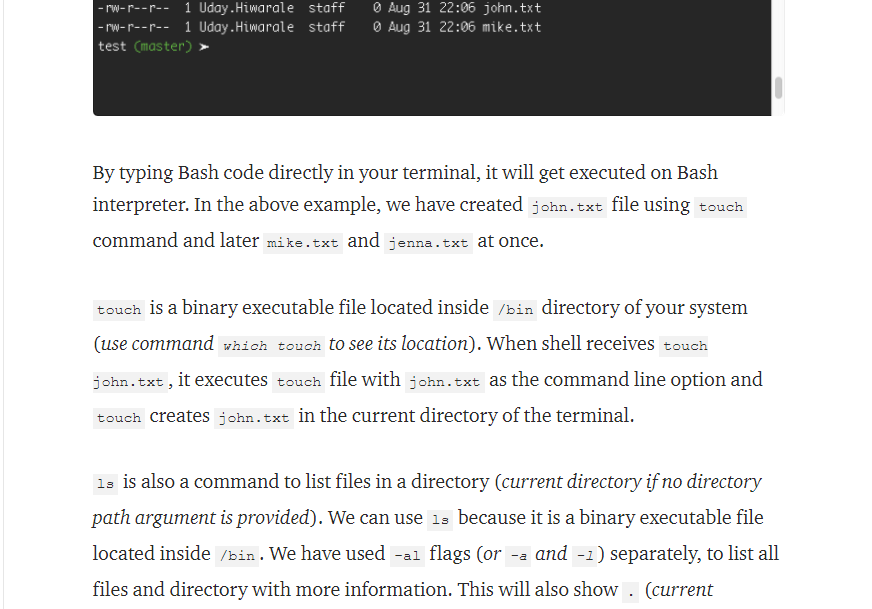 -rw-r--r-- 1 Uday.Hiwarale staff 0 Aug 31 22:06 john.txt
-rw-r--r-- 1 Uday.Hiwarale staff 0 Aug 31 22:06 mike.txt
test (master) ➤
By typing Bash code directly in your terminal, it will get executed on Bash
interpreter. In the above example, we have created john.txt file using touch
command and later mike.txt and jenna.txt at once.
touch is a binary executable file located inside /bin directory of your system
(use command which touch to see its location). When shell receives touch
john.txt, it executes touch file with john.txt as the command line option and
touch creates john.txt in the current directory of the terminal.
ls is also a command to list files in a directory (current directory if no directory
path argument is provided). We can use ls because it is a binary executable file
located inside /bin. We have used -al flags (or -a and -l) separately, to list all
files and directory with more information. This will also show . (current